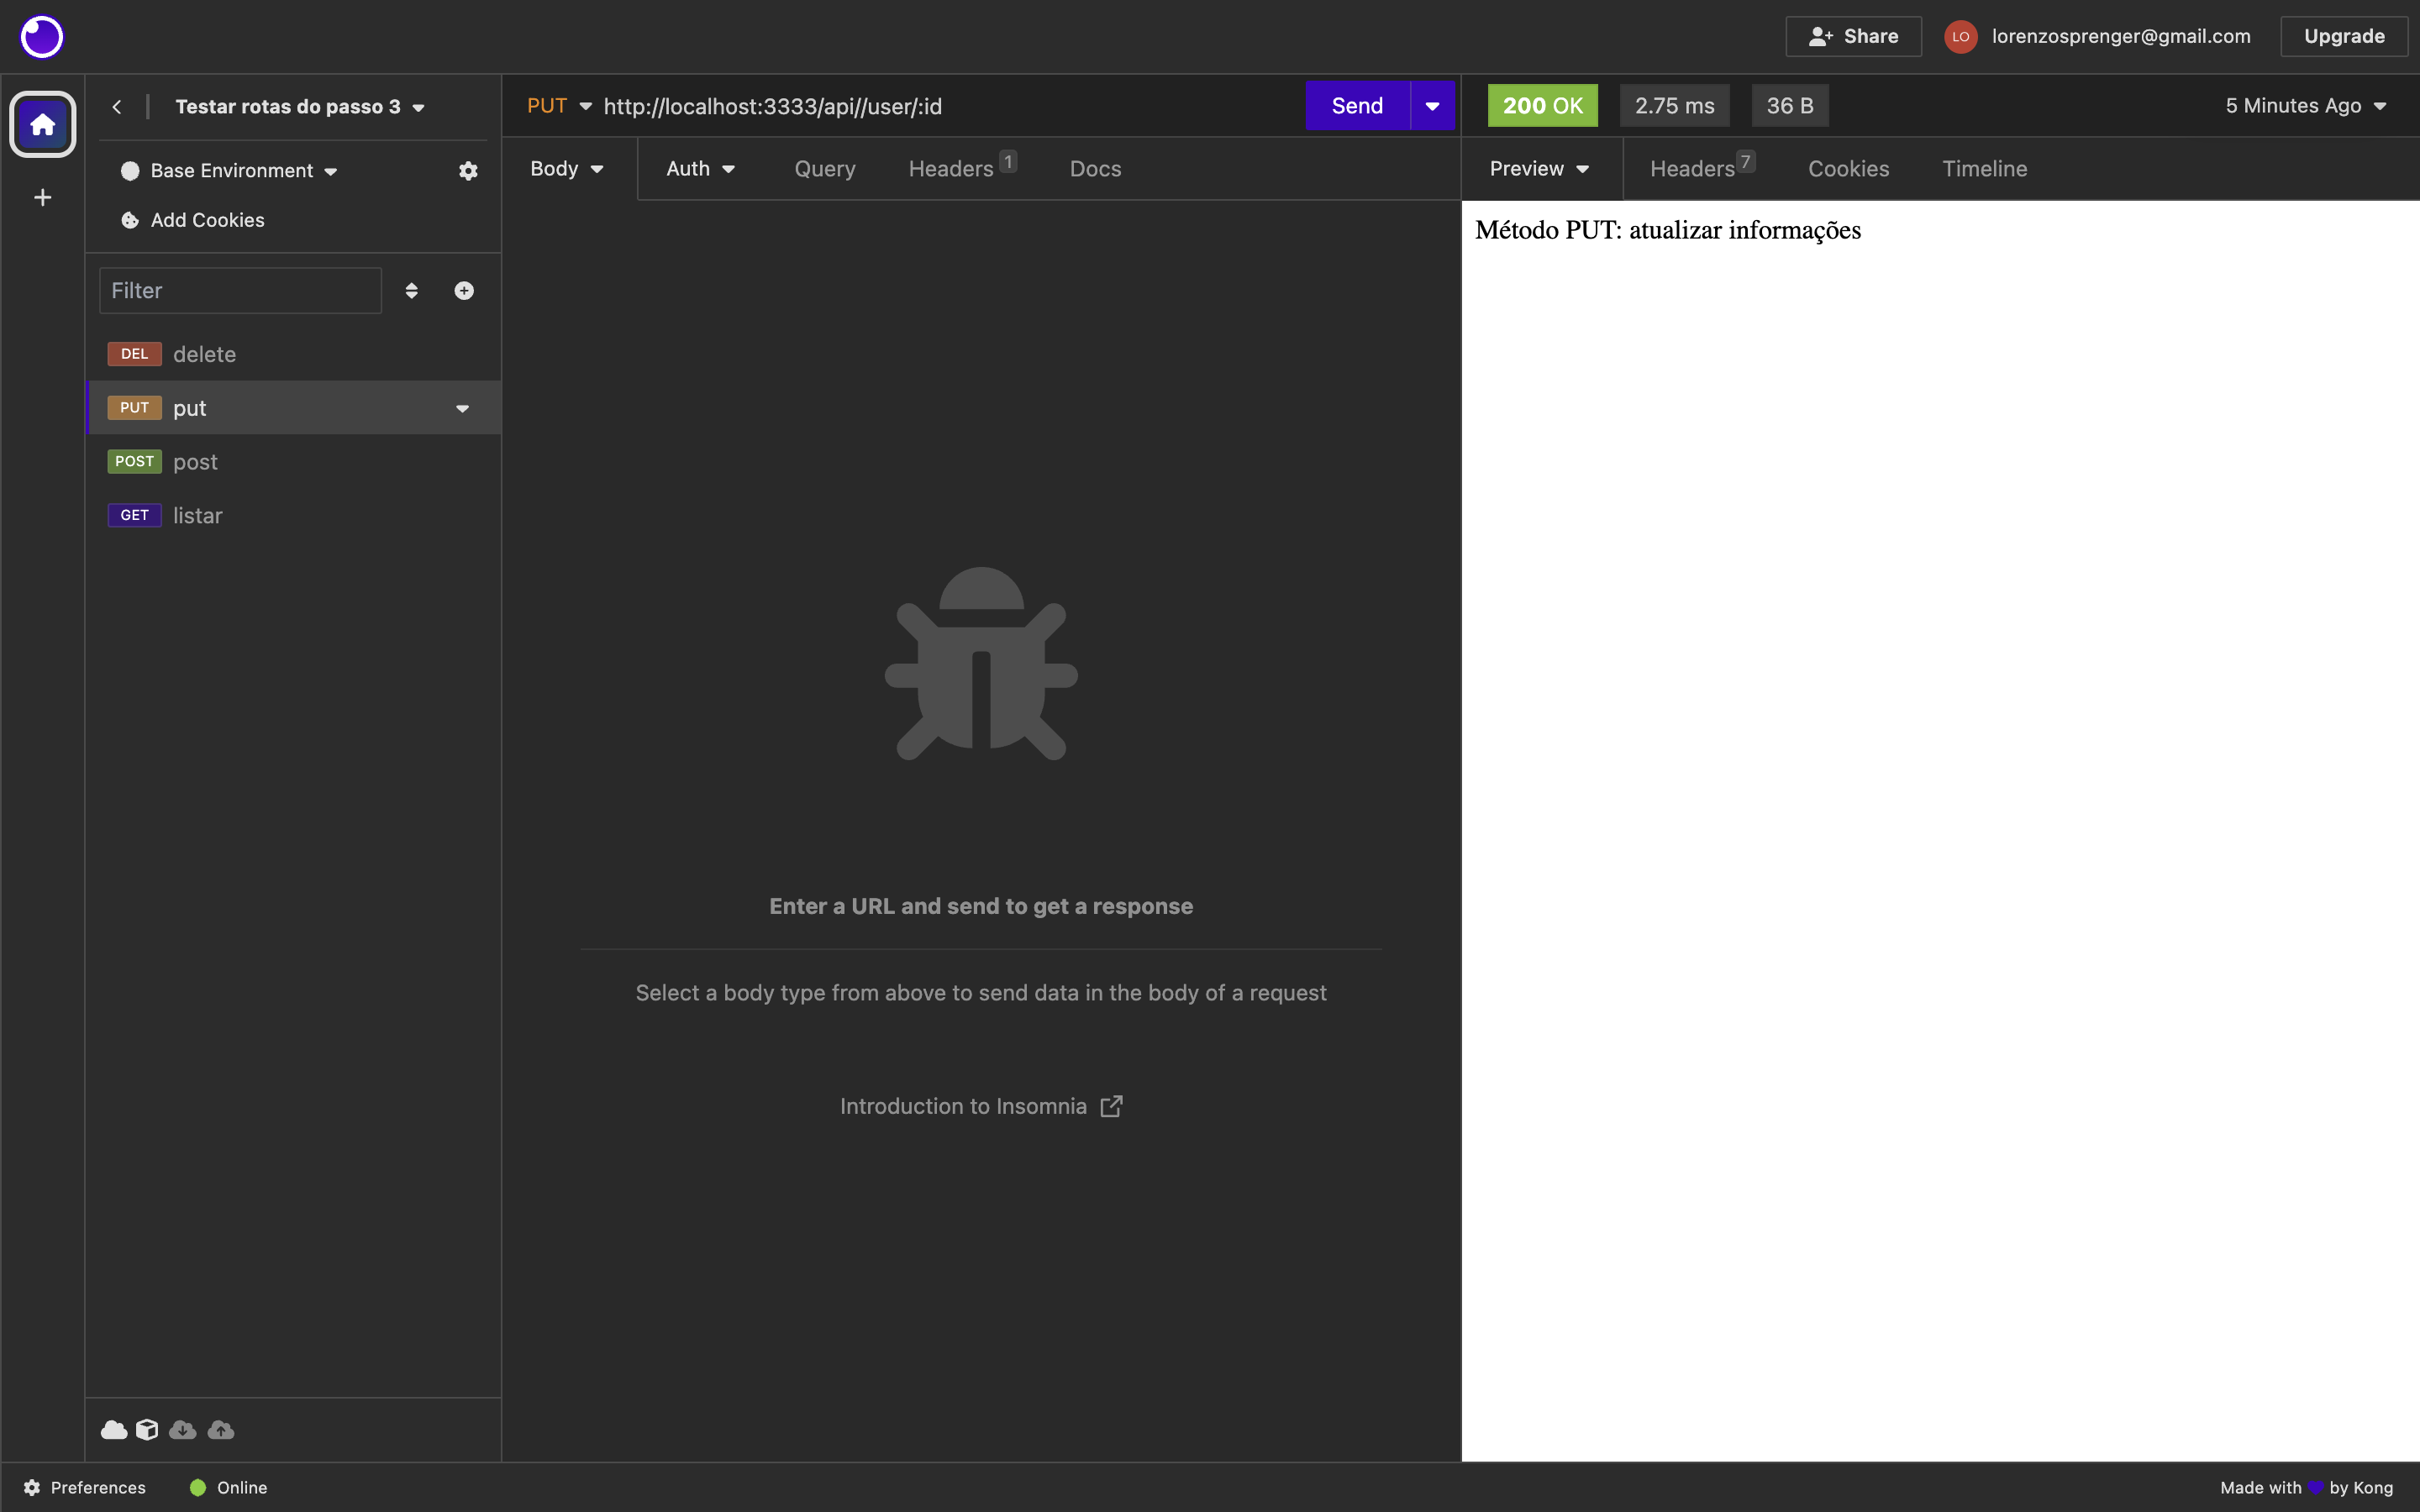 Share
LO
lorenzosprenger@gmail.com
Upgrade
Testar rotas do passo 3
Base Environment
Add Cookies
Filter
DEL delete
PUT put
POST post
GET listar
PUT http://localhost:3333/api//user/:id
Send
Body
Auth
Query
Headers 1
Docs
Enter a URL and send to get a response
Select a body type from above to send data in the body of a request
Introduction to Insomnia
200 OK
2.75 ms
36 B
5 Minutes Ago
Preview
Headers 7
Cookies
Timeline
Método PUT: atualizar informações
Preferences
Online
Made with by Kong